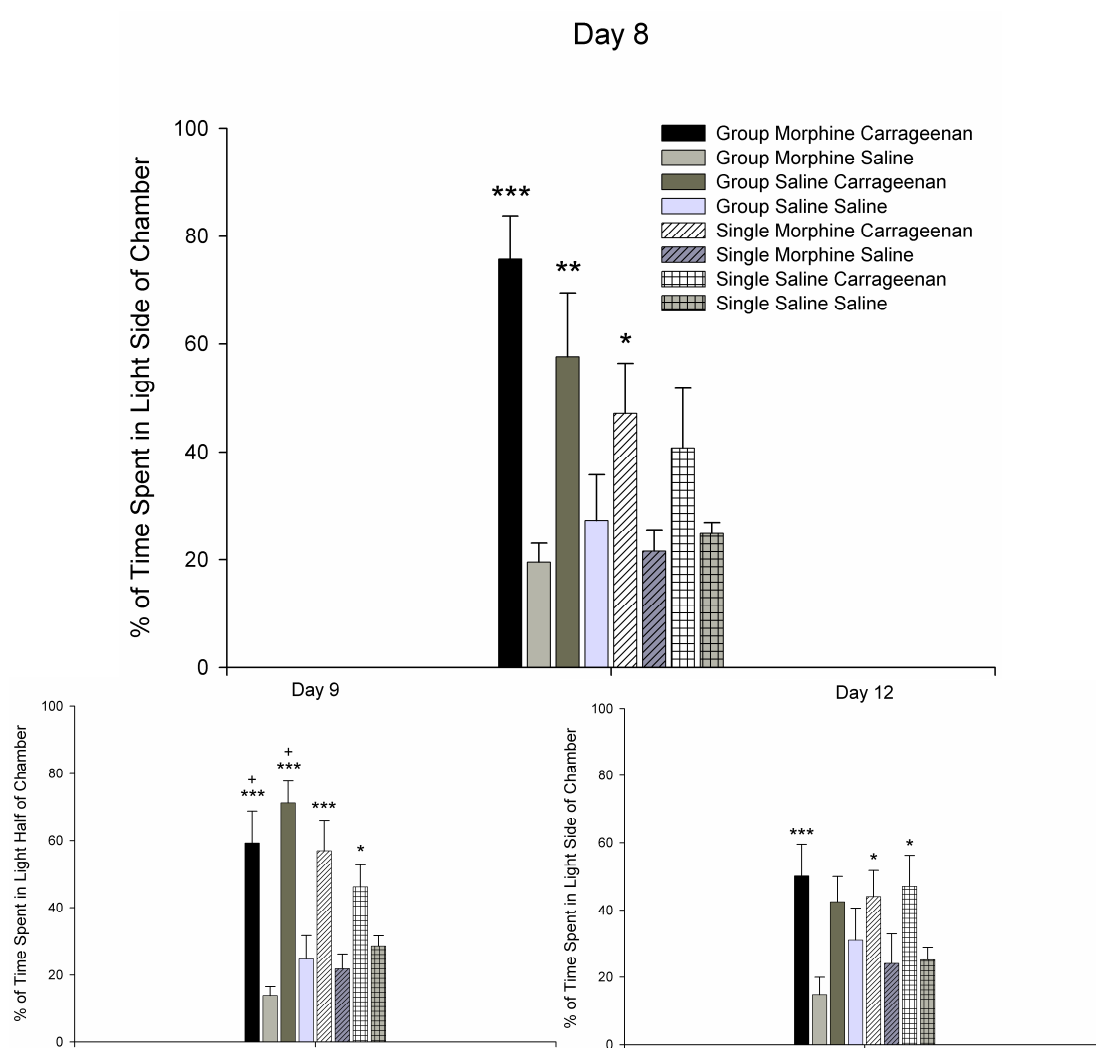 Day 8
% of Time Spent in Light Side of Chamber
100
80
60
40
20
0
***
**
*
Group Morphine Carrageenan
Group Morphine Saline
Group Saline Carrageenan
Group Saline Saline
Single Morphine Carrageenan
Single Morphine Saline
Single Saline Carrageenan
Single Saline Saline
Day 9
% of Time Spent in Light Half of Chamber
100
80
60
40
20
0
+
***
+
***
***
*
Day 12
% of Time Spent in Light Side of Chamber
100
80
60
40
20
0
***
*
*